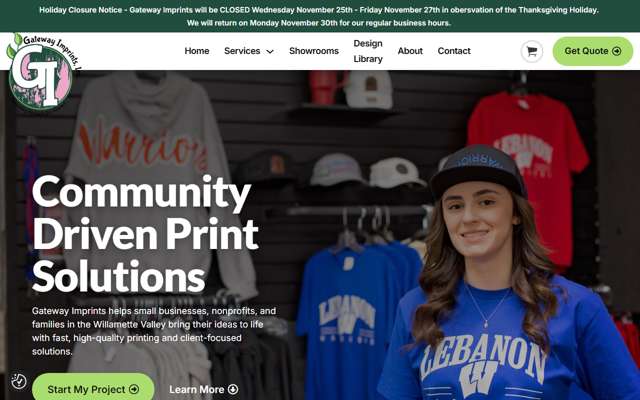 Holiday Closure Notice - Gateway Imprints will be CLOSED Wednesday November 25th - Friday November 27th in obersvation of the Thanksgiving Holiday.
We will return on Monday November 30th for our regular business hours.
Gateway Imprints, I
GI
Home
Services
Showrooms
Design
Library
About
Contact
Get Quote
Warriors
LEBANON
W
WARRIORS
LEBANON
W
LEBANON
W
Community
Driven Print
Solutions
Gateway Imprints helps small businesses, nonprofits, and
families in the Willamette Valley bring their ideas to life
with fast, high-quality printing and client-focused
solutions.
Start My Project
Learn More